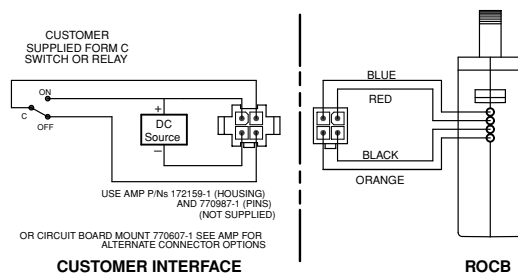 CUSTOMER
SUPPLIED FORM C
SWITCH OR RELAY
ON
C
OFF
+
DC
Source
–
USE AMP P/Ns 172159-1 (HOUSING)
AND 770987-1 (PINS)
(NOT SUPPLIED)
OR CIRCUIT BOARD MOUNT 770607-1 SEE AMP FOR
ALTERNATE CONNECTOR OPTIONS
CUSTOMER INTERFACE
BLUE
RED
BLACK
ORANGE
ROCB